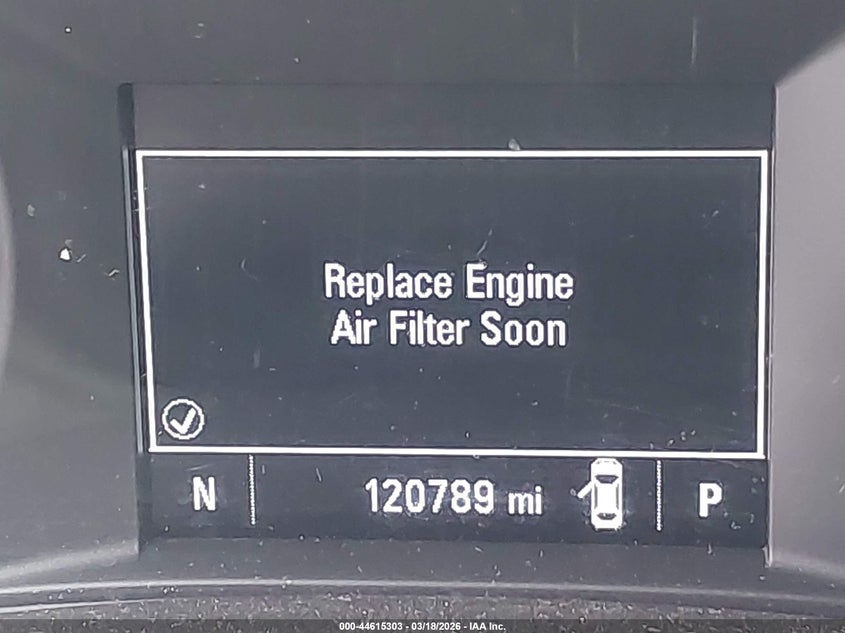 Replace Engine
Air Filter Soon
N 120789 mi P
000-44615303 - 03/18/2026 - IAA Inc.